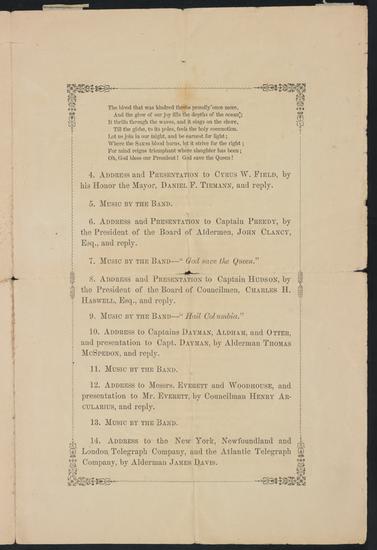 The blood that was kindred throbs proudly once more,
And the glow of our joy fills the depths of the ocean;
It thrills through the waves, and it sings on the shore,
Till the globe, to its poles, feels the holy commotion.
Let us join in our might, and be earnest for right;
Where the SAXON blood burns, let it strive for the right;
For mind reigns triumphant where slaughter has been;
Oh, God bless our President! God save the Queen!
4. ADDRESS and PRESENTATION to CYRUS W. FIELD, by
his Honor the Mayor, DANIEL F. TIEMANN, and reply.
5. MUSIC BY THE BAND.
6. ADDRESS and PRESENTATION to Captain PREEDY, by
the President of the Board of Aldermen, JOHN CLANCY,
Esq., and reply.
7. MUSIC BY THE BAND—"God save the Queen."
8. ADDRESS and PRESENTATION to Captain HUDSON, by
the President of the Board of Councilmen, CHARLES H.
HASWELL, Esq., and reply.
9. MUSIC BY THE BAND—"Hail Columbia."
10. ADDRESS to Captains DAYMAN, ALDHAM, and OTTER,
and presentation to Capt. DAYMAN, by Alderman THOMAS
MCSPEDON, and reply.
11. MUSIC BY THE BAND.
12. ADDRESS to Messrs. EVERETT and WOODHOUSE, and
presentation to Mr. EVERETT, by Councilman HENRY AR-
CULARIUS, and reply.
13. MUSIC BY THE BAND.
14. ADDRESS to the New York, Newfoundland and
London Telegraph Company, and the Atlantic Telegraph
Company, by Alderman JAMES DAVIS.